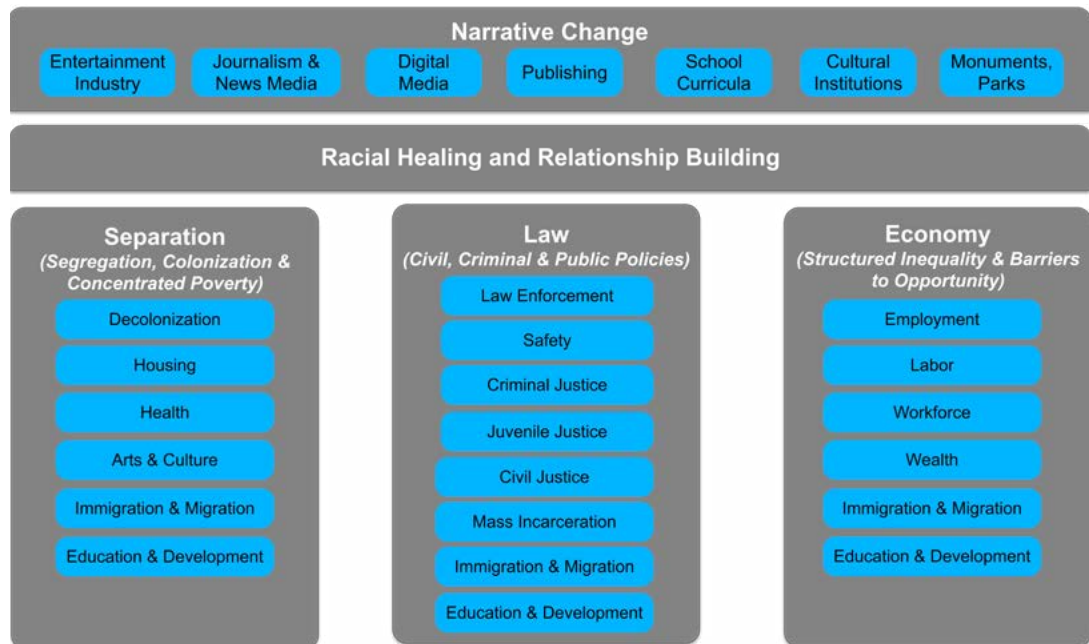 Narrative Change
Entertainment
Industry
Journalism &
News Media
Digital
Media
Publishing
School
Curricula
Cultural
Institutions
Monuments,
Parks
Racial Healing and Relationship Building
Separation
(Segregation, Colonization &
Concentrated Poverty)
Decolonization
Housing
Health
Arts & Culture
Immigration & Migration
Education & Development
Law
(Civil, Criminal & Public Policies)
Law Enforcement
Safety
Criminal Justice
Juvenile Justice
Civil Justice
Mass Incarceration
Immigration & Migration
Education & Development
Economy
(Structured Inequality & Barriers
to Opportunity)
Employment
Labor
Workforce
Wealth
Immigration & Migration
Education & Development